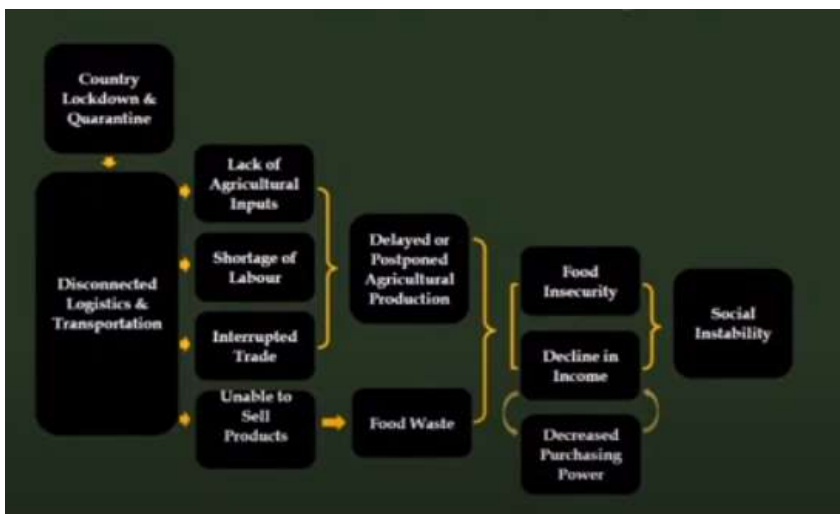 Country
Lockdown &
Quarantine
Disconnected
Logistics &
Transportation
Lack of
Agricultural
Inputs
Shortage of
Labour
Interrupted
Trade
Unable to
Sell
Products
Delayed or
Postponed
Agricultural
Production
Food Waste
Food
Insecurity
Decline in
Income
Decreased
Purchasing
Power
Social
Instability